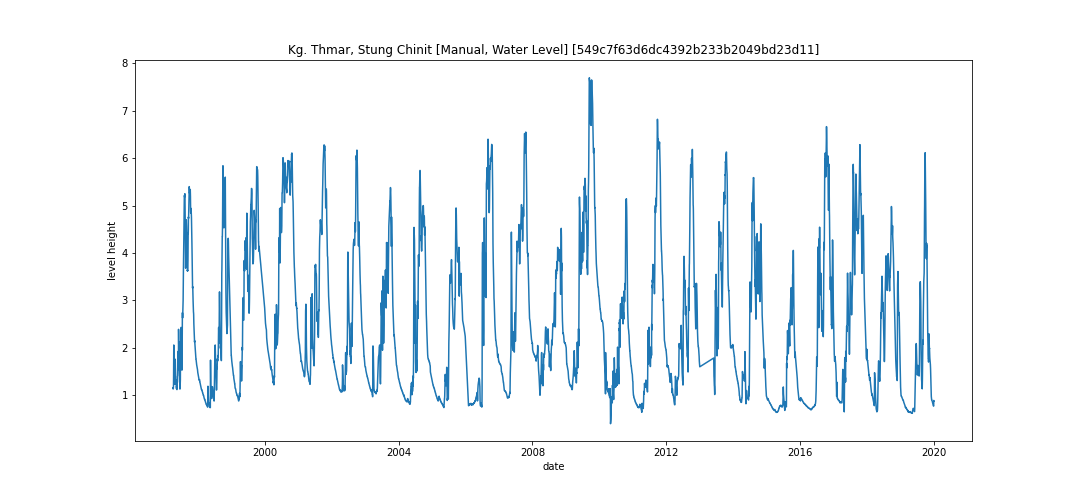 Kg. Thmar, Stung Chinit [Manual, Water Level] [549c7f63d6dc4392b233b2049bd23d11]
8
7
6
5
4
3
2
1
level height
2000 2004 2008 2012 2016 2020
date